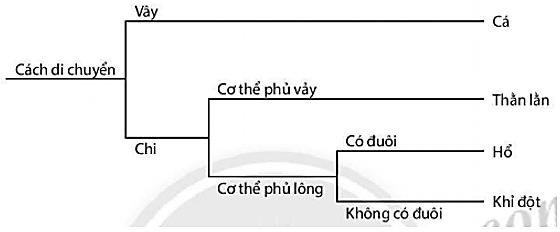 Vây
Cá
Cách di chuyển
Cơ thể phủ vảy
Thằn lằn
Chi
Có đuôi
Hổ
Cơ thể phủ lông
Không có đuôi
Khỉ đột
com